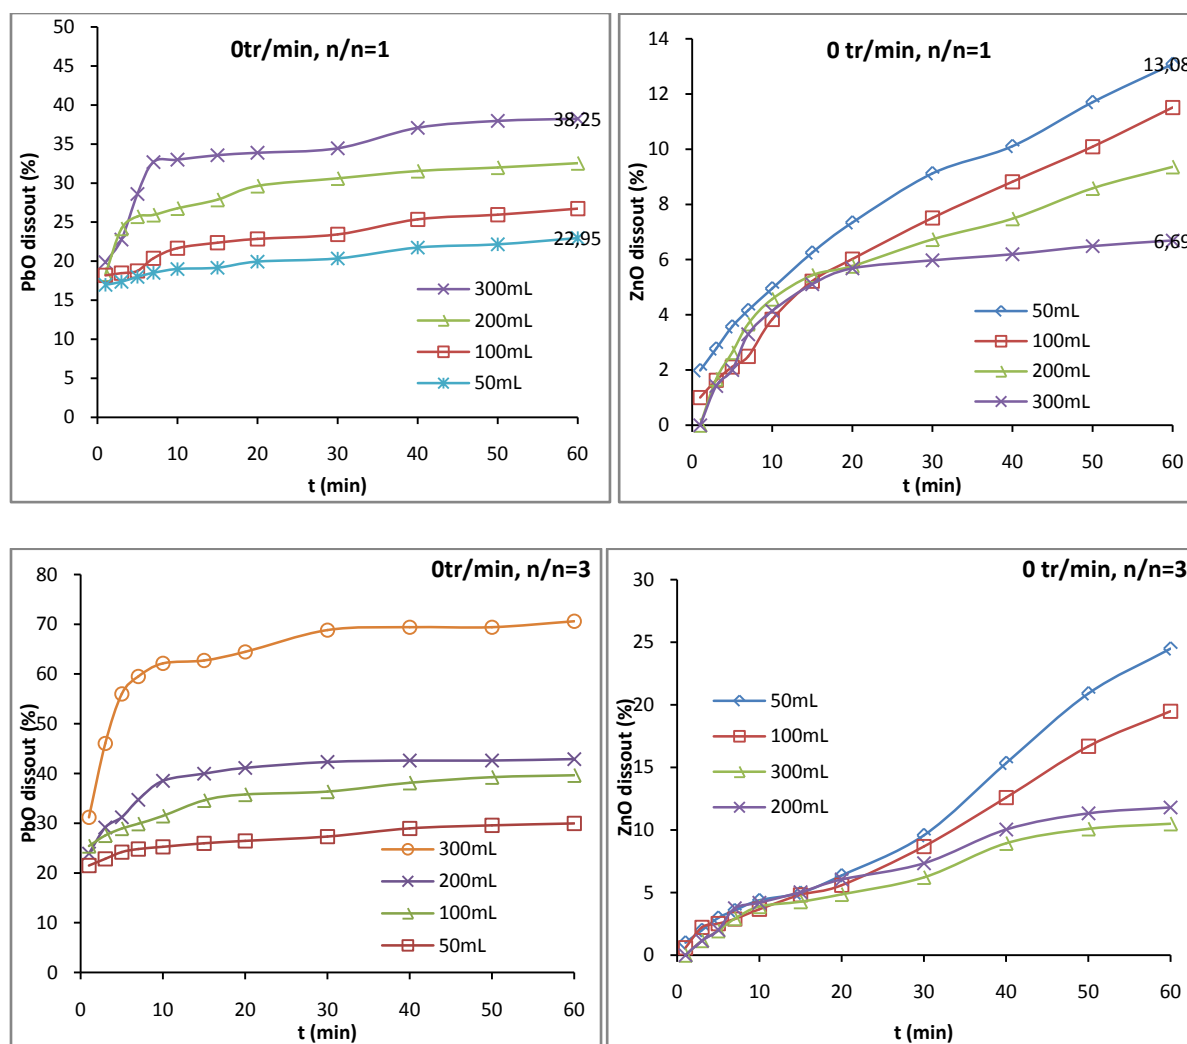 0tr/min, n/n=1
PbO dissout (%)
50
45
40
35
30
25
20
15
10
5
0
38,25
22,95
300mL
200mL
100mL
50mL
0 10 20 30 40 50 60
t (min)
0 tr/min, n/n=1
ZnO dissout (%)
14
12
10
8
6
4
2
0
13,08
6,69
50mL
100mL
200mL
300mL
0 10 20 30 40 50 60
t (min)
0tr/min, n/n=3
PbO dissout (%)
80
70
60
50
40
30
20
10
0
300mL
200mL
100mL
50mL
0 10 20 30 40 50 60
t (min)
0 tr/min, n/n=3
ZnO dissout (%)
30
25
20
15
10
5
0
50mL
100mL
300mL
200mL
0 10 20 30 40 50 60
t (min)